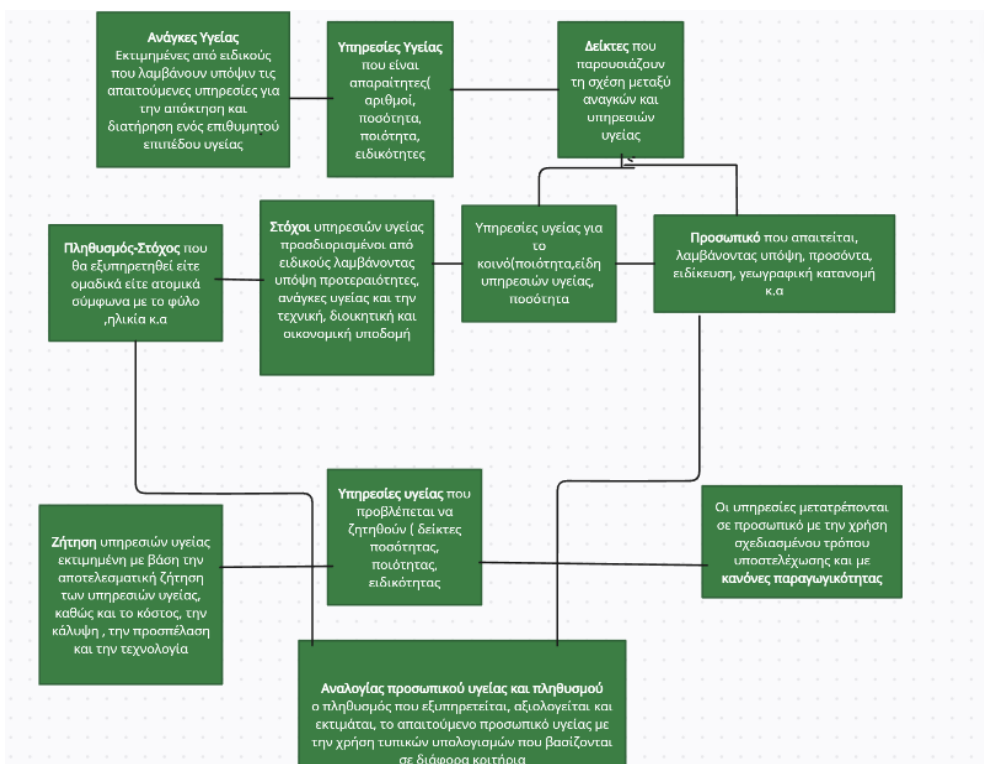 Ανάγκες Υγείας
Εκτιμημένες από ειδικούς
που λαμβάνουν υπόψιν τις
απαιτούμενες υπηρεσίες για
την απόκτηση και
διατήρηση ενός επιθυμητού
επιπέδου υγείας
Υπηρεσίες Υγείας
που είναι
απαραίτητες(
αριθμοί,
ποσότητα,
ποιότητα,
ειδικότητες
Δείκτες που
παρουσιάζουν
τη σχέση μεταξύ
αναγκών και
υπηρεσιών
υγείας
Πληθυσμός-Στόχος που
θα εξυπηρετηθεί είτε
ομαδικά είτε ατομικά
σύμφωνα με το φύλο
,ηλικία κ.α
Στόχοι υπηρεσιών υγείας
προσδιορισμένοι από
ειδικούς λαμβάνοντας
υπόψη προτεραιότητες,
ανάγκες υγείας και την
τεχνική, διοικητική και
οικονομική υποδομή
Υπηρεσίες υγείας για
το
κοινό(ποιότητα,είδη
υπηρεσιών υγείας,
ποσότητα
Προσωπικό που απαιτείται,
λαμβάνοντας υπόψη, προσόντα,
ειδίκευση, γεωγραφική κατανομή
κ.α
Ζήτηση υπηρεσιών υγείας
εκτιμημένη με βάση την
αποτελεσματική ζήτηση
των υπηρεσιών υγείας,
καθώς και το κόστος, την
κάλυψη , την προσπέλαση
και την τεχνολογία
Υπηρεσίες υγείας που
προβλέπεται να
ζητηθούν ( δείκτες
ποσότητας,
ποιότητας,
ειδικότητας
Οι υπηρεσίες μετατρέπονται
σε προσωπικό με την χρήση
σχεδιασμένου τρόπου
υποστελέχωσης και με
κανόνες παραγωγικότητας
Αναλογίας προσωπικού υγείας και πληθυσμού
ο πληθυσμός που εξυπηρετείται, αξιολογείται και
εκτιμάται, το απαιτούμενο προσωπικό υγείας με
την χρήση τυπικών υπολογισμών που βασίζονται
σε διάφορα κριτήρια